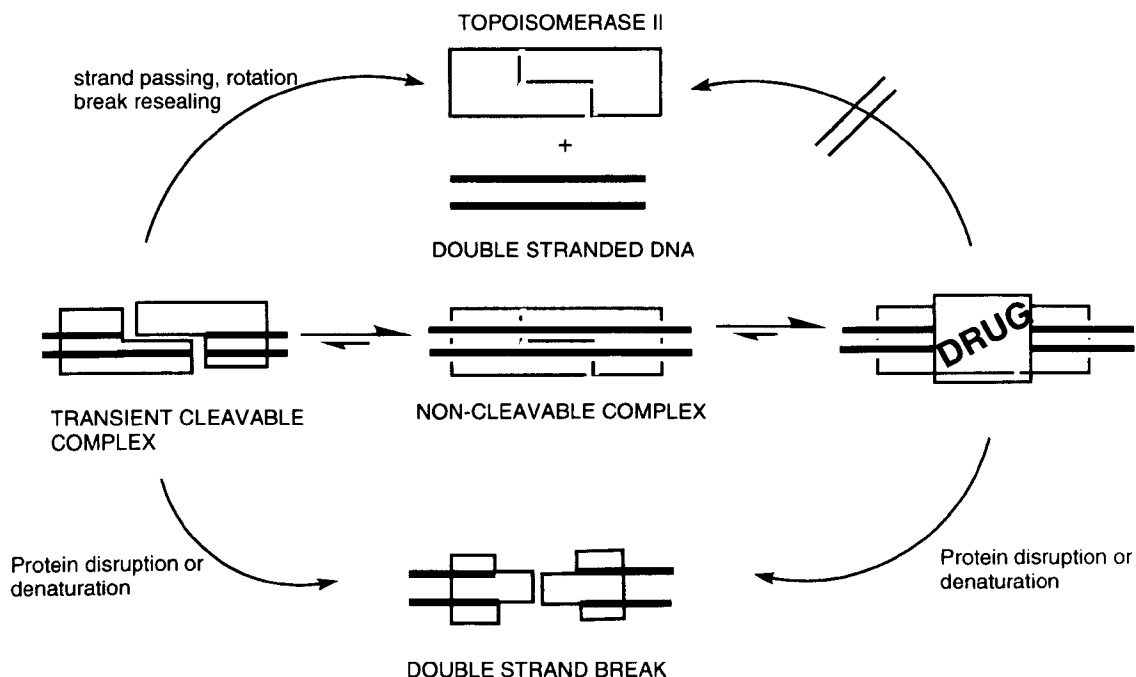 TOPOISOMERASE II
strand passing, rotation
break resealing
+
DOUBLE STRANDED DNA
DRUG
TRANSIENT CLEAVABLE
COMPLEX
NON-CLEAVABLE COMPLEX
Protein disruption or
denaturation
Protein disruption or
denaturation
DOUBLE STRAND BREAK